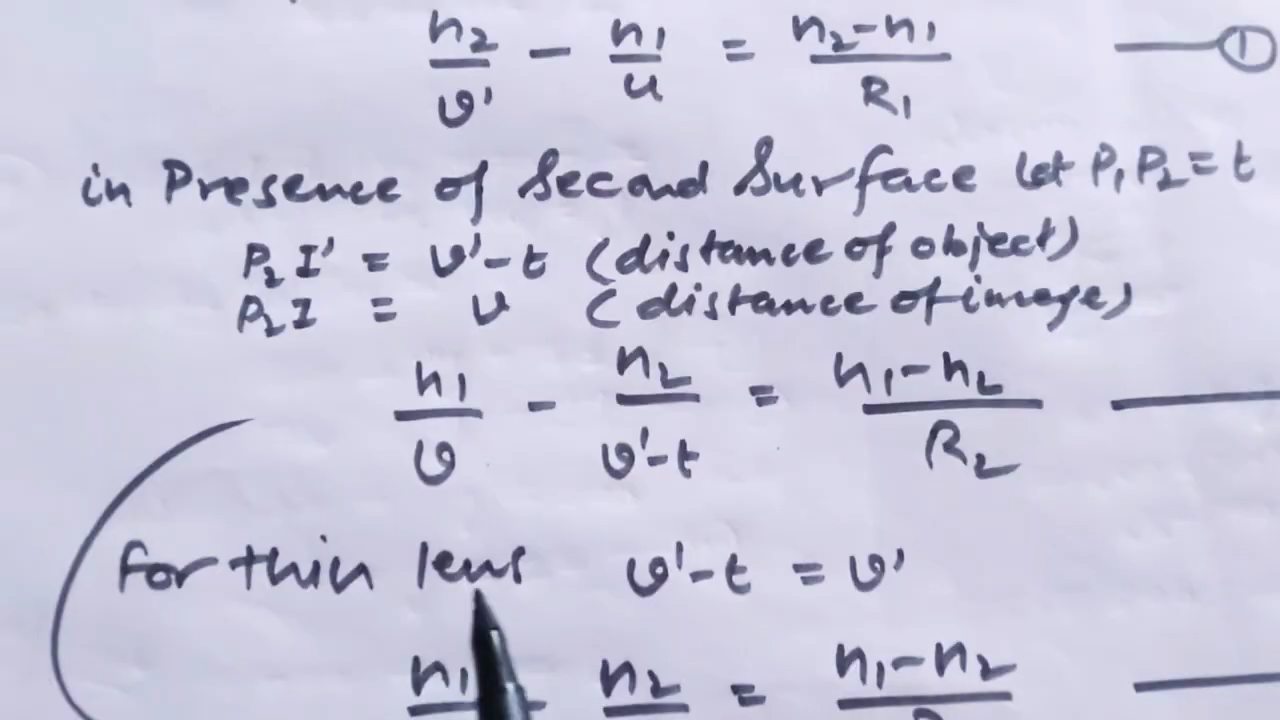 n₂/v' - n₁/u = (n₂-n₁)/R₁ —①
in Presence of Second Surface let P₁P₂ = t
P₂I' = v'-t (distance of object)
P₂I = v (distance of image)
n₁/v - n₂/(v'-t) = (n₁-n₂)/R₂ —
for thin lens v'-t = v'
n₁ n₂ = n₁-n₂ —